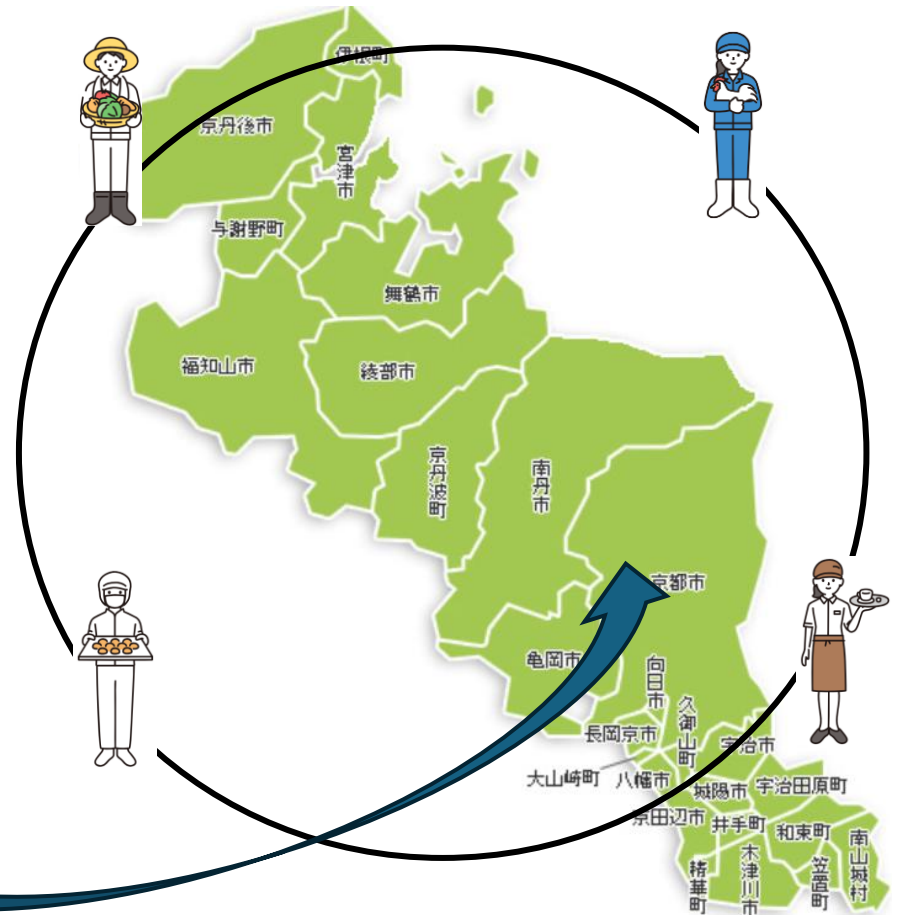 伊根町
京丹後市
宮津市
与謝野町
舞鶴市
福知山市
綾部市
京丹波町
南丹市
京都市
亀岡市
向日市
久御山町
長岡京市
宇治市
大山崎町
八幡市
城陽市
宇治田原町
京田辺市
井手町
和束町
南山城村
精華町
木津川市
笠置町